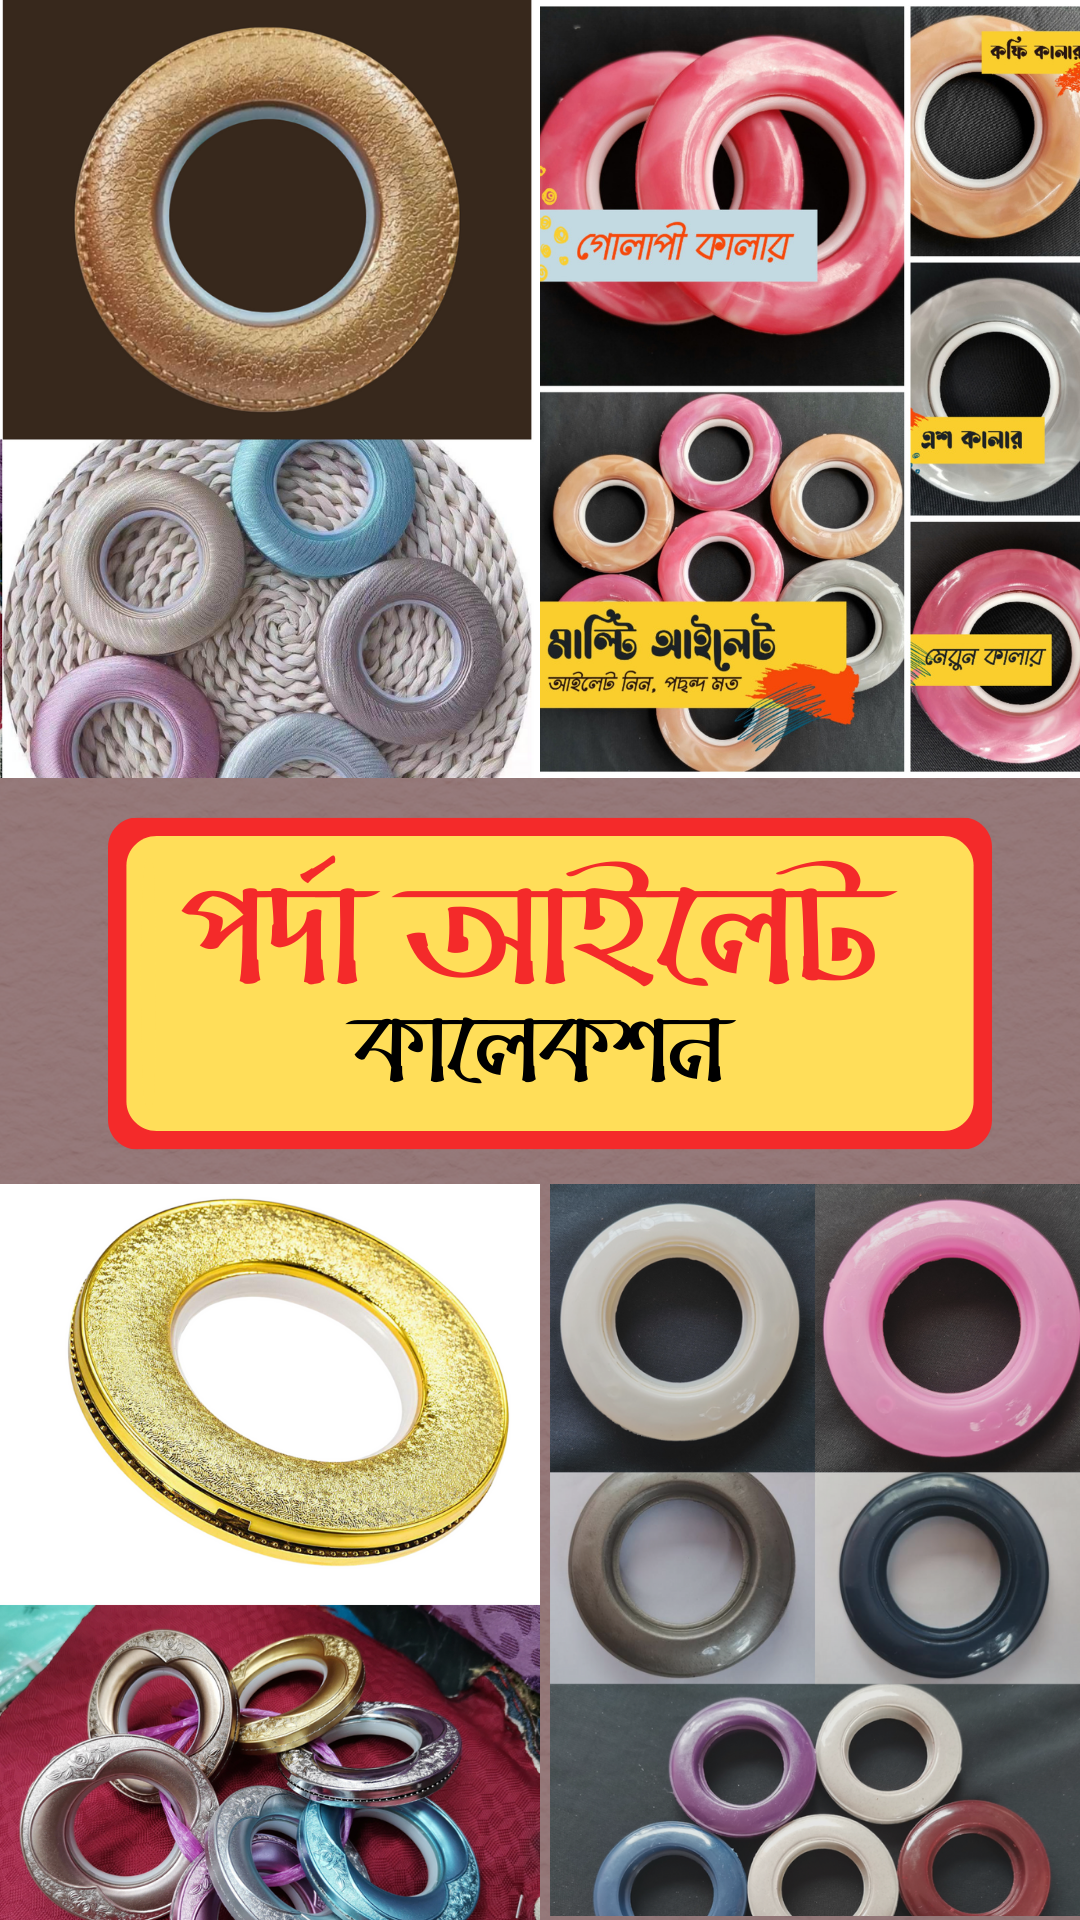 কফি কালার
গোলাপী কালার
এশ কালার
মাল্টি আইলেট
আইলেট নিন, পছন্দ মত
মেরুন কালার
পর্দা আইলেট
কালেকশন